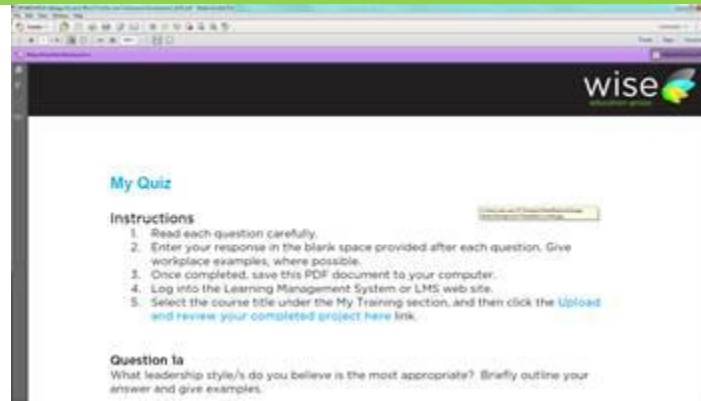 wise
education group
My Quiz
Instructions
1. Read each question carefully.
2. Enter your response in the blank space provided after each question. Give
workplace examples, where possible.
3. Once completed, save this PDF document to your computer.
4. Log into the Learning Management System or LMS web site.
5. Select the course title under the My Training section, and then click the Upload
and review your completed project here link.
Question 1a
What leadership style/s do you believe is the most appropriate? Briefly outline your
answer and give examples.